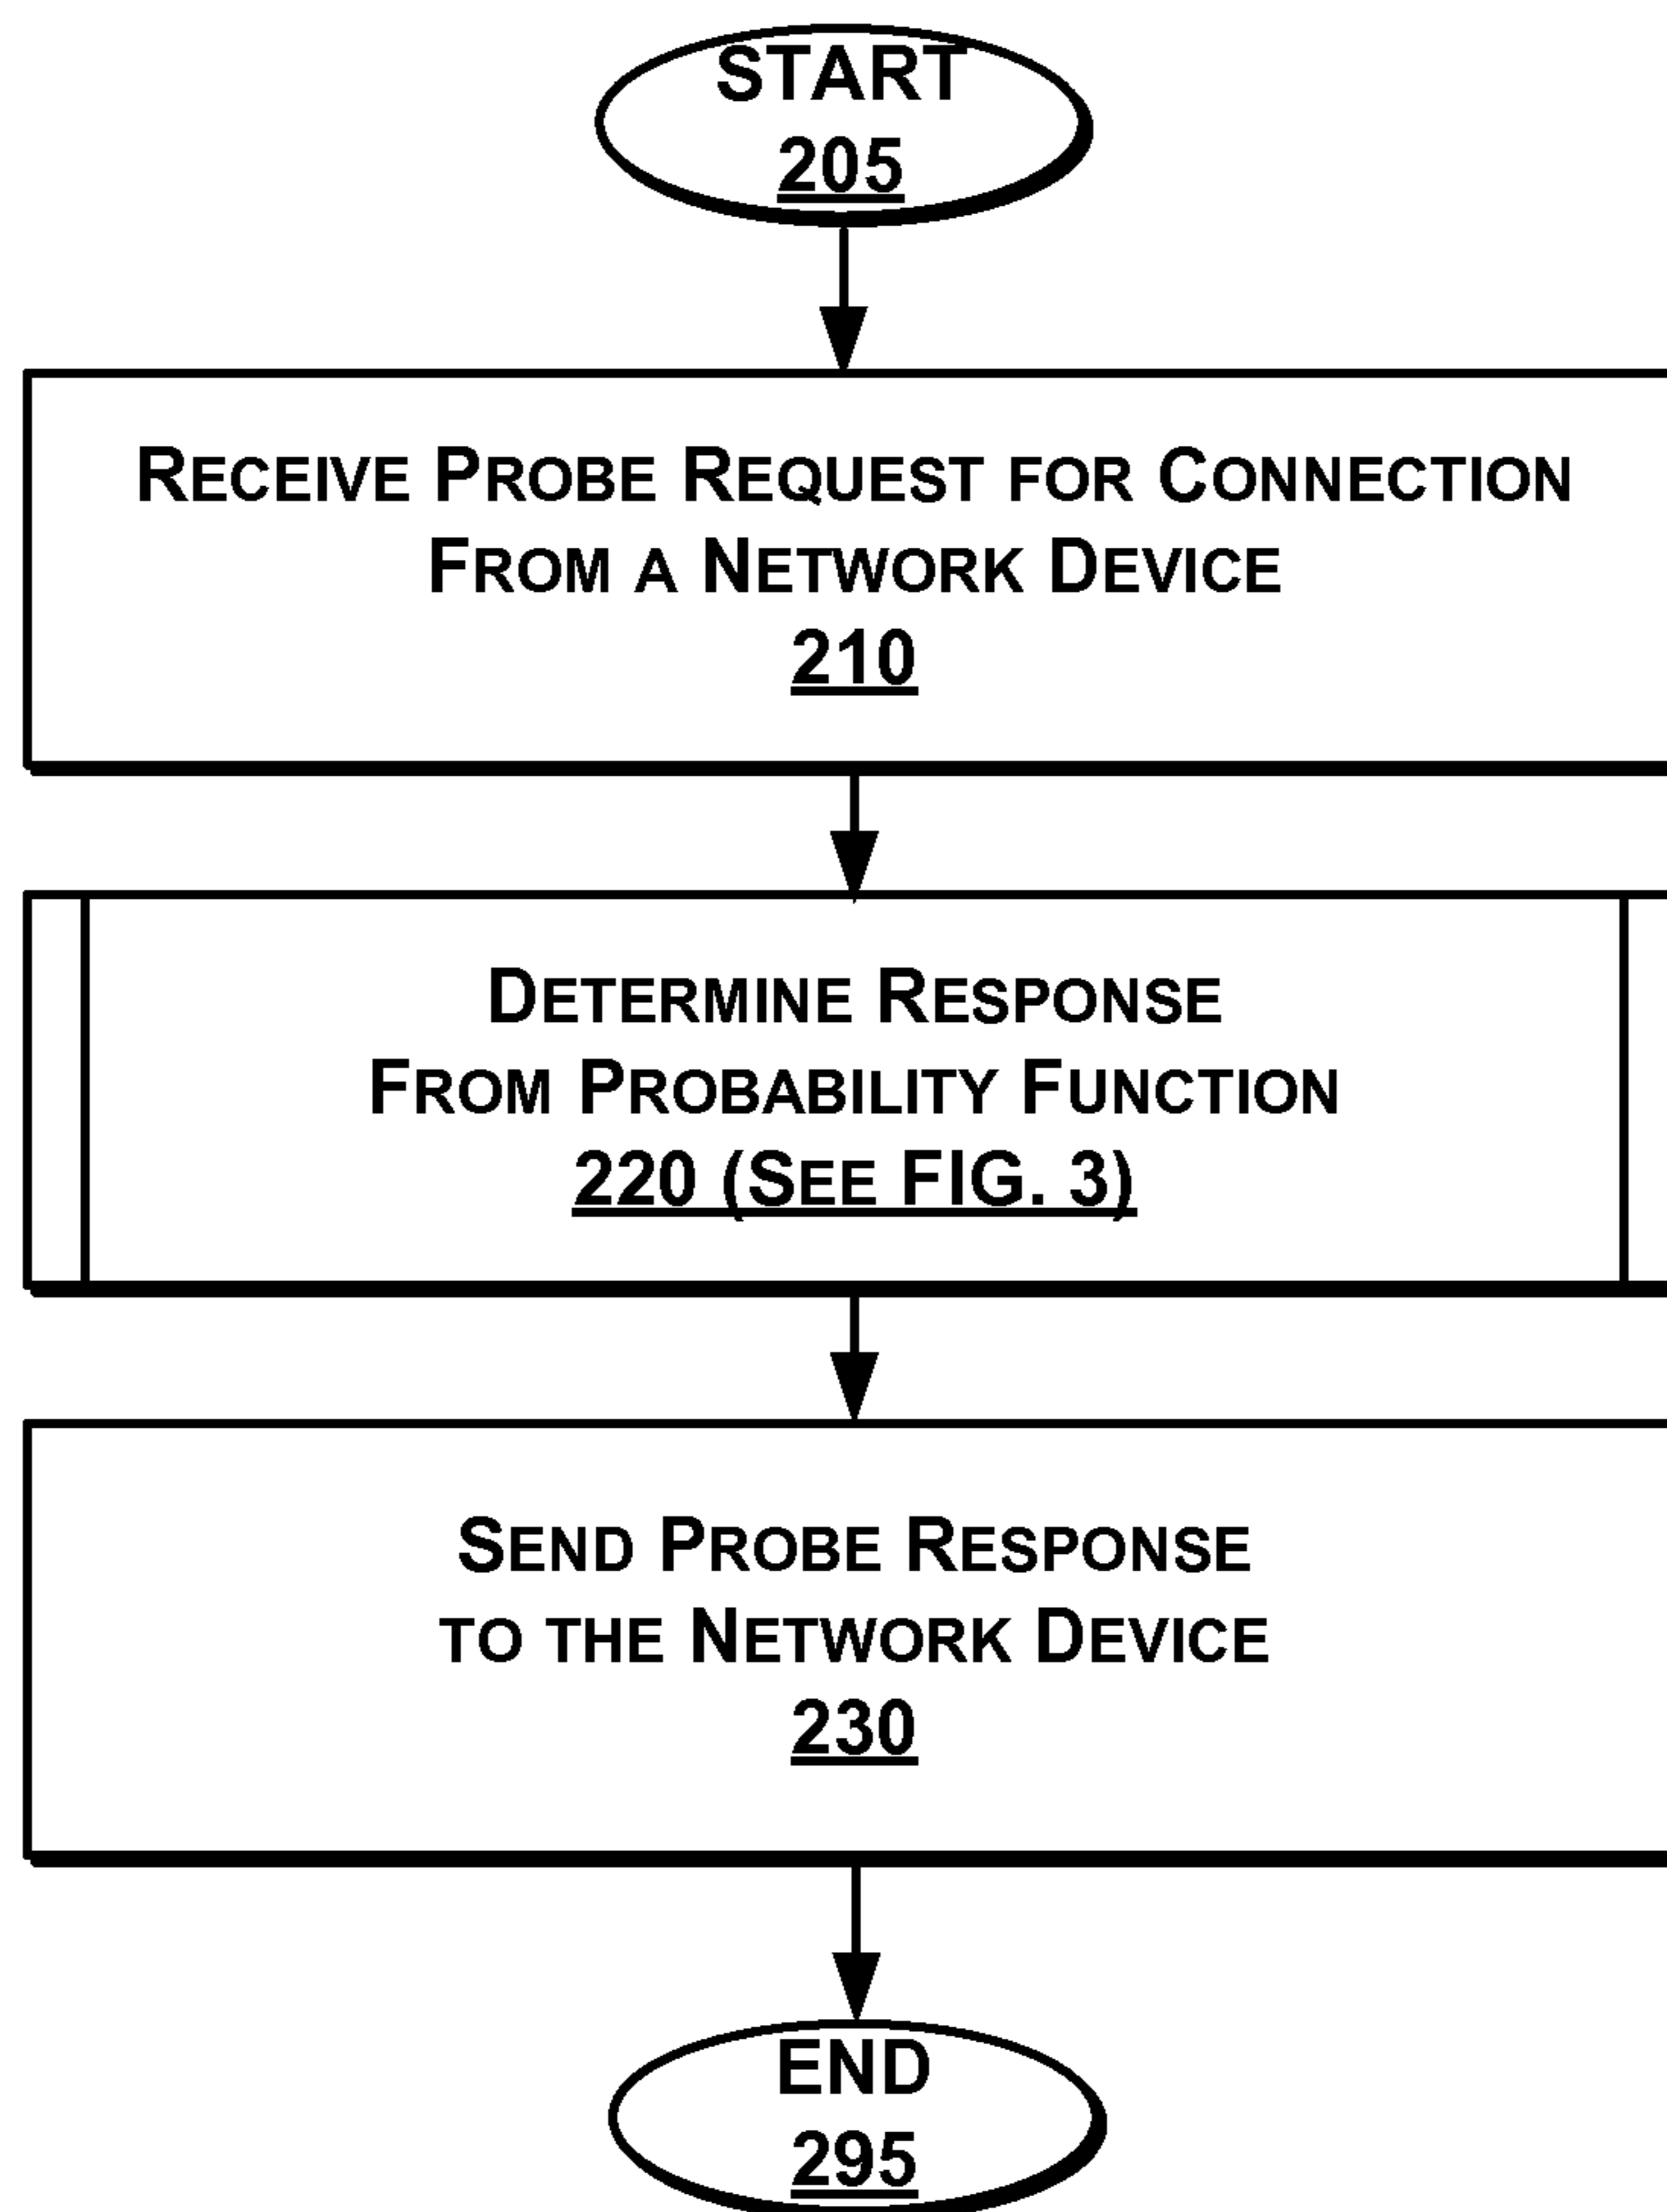 START
205
RECEIVE PROBE REQUEST FOR CONNECTION
FROM A NETWORK DEVICE
210
DETERMINE RESPONSE
FROM PROBABILITY FUNCTION
220 (SEE FIG. 3)
SEND PROBE RESPONSE
TO THE NETWORK DEVICE
230
END
295